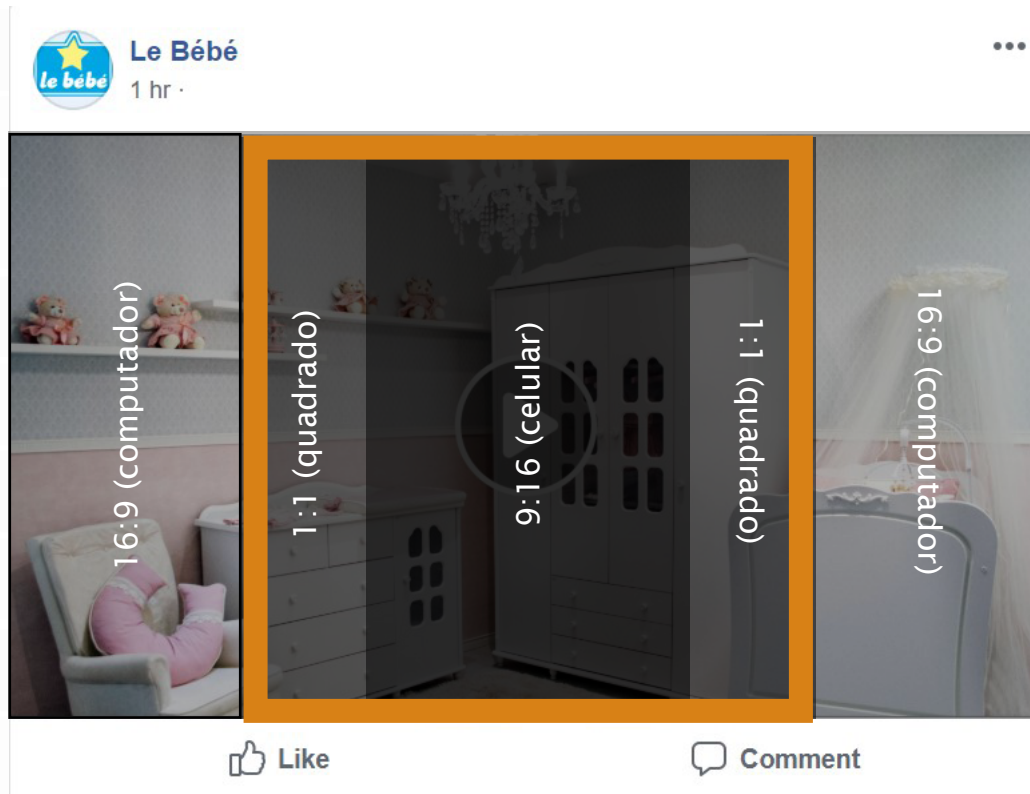 Le Bébé
le bébé
1 hr ·
16:9 (computador)
1:1 (quadrado)
9:16 (celular)
1:1 (quadrado)
16:9 (computador)
Like
Comment